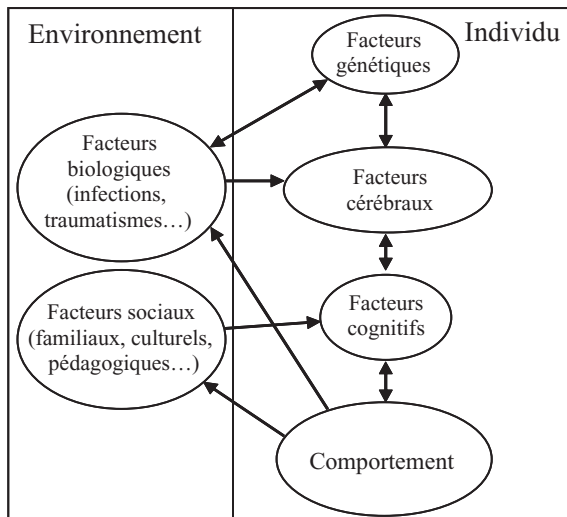 Environnement
Individu
Facteurs
génétiques
Facteurs
biologiques
(infections,
traumatismes…)
Facteurs
cérébraux
Facteurs sociaux
(familiaux, culturels,
pédagogiques…)
Facteurs
cognitifs
Comportement